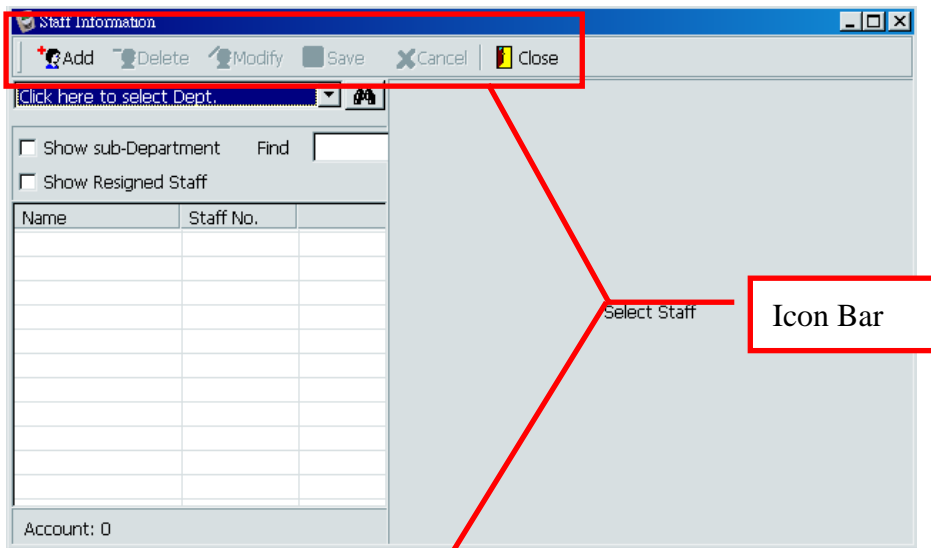 Staff Information
Add Delete Modify Save Cancel Close
Click here to select Dept.
Show sub-Department Find
Show Resigned Staff
Name Staff No.
Select Staff
Icon Bar
Account: 0